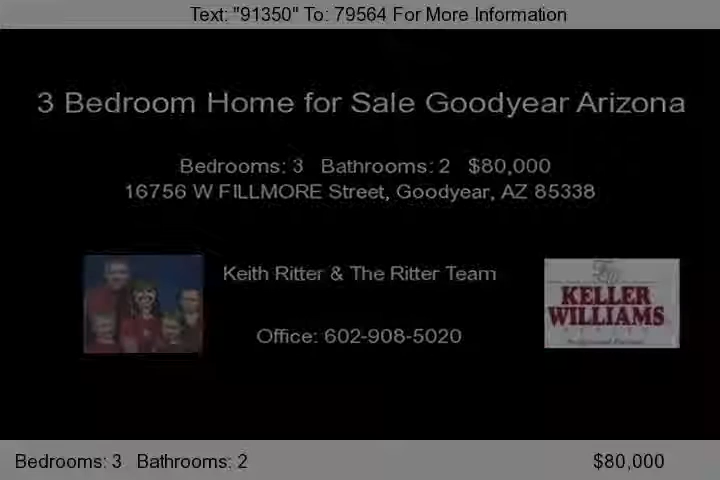 Text: "91350" To: 79564 For More Information
3 Bedroom Home for Sale Goodyear Arizona
Bedrooms: 3 Bathrooms: 2 $80,000
16756 W FILLMORE Street, Goodyear, AZ 85338
Keith Ritter & The Ritter Team
KELLER
WILLIAMS
Office: 602-908-5020
Bedrooms: 3 Bathrooms: 2 $80,000